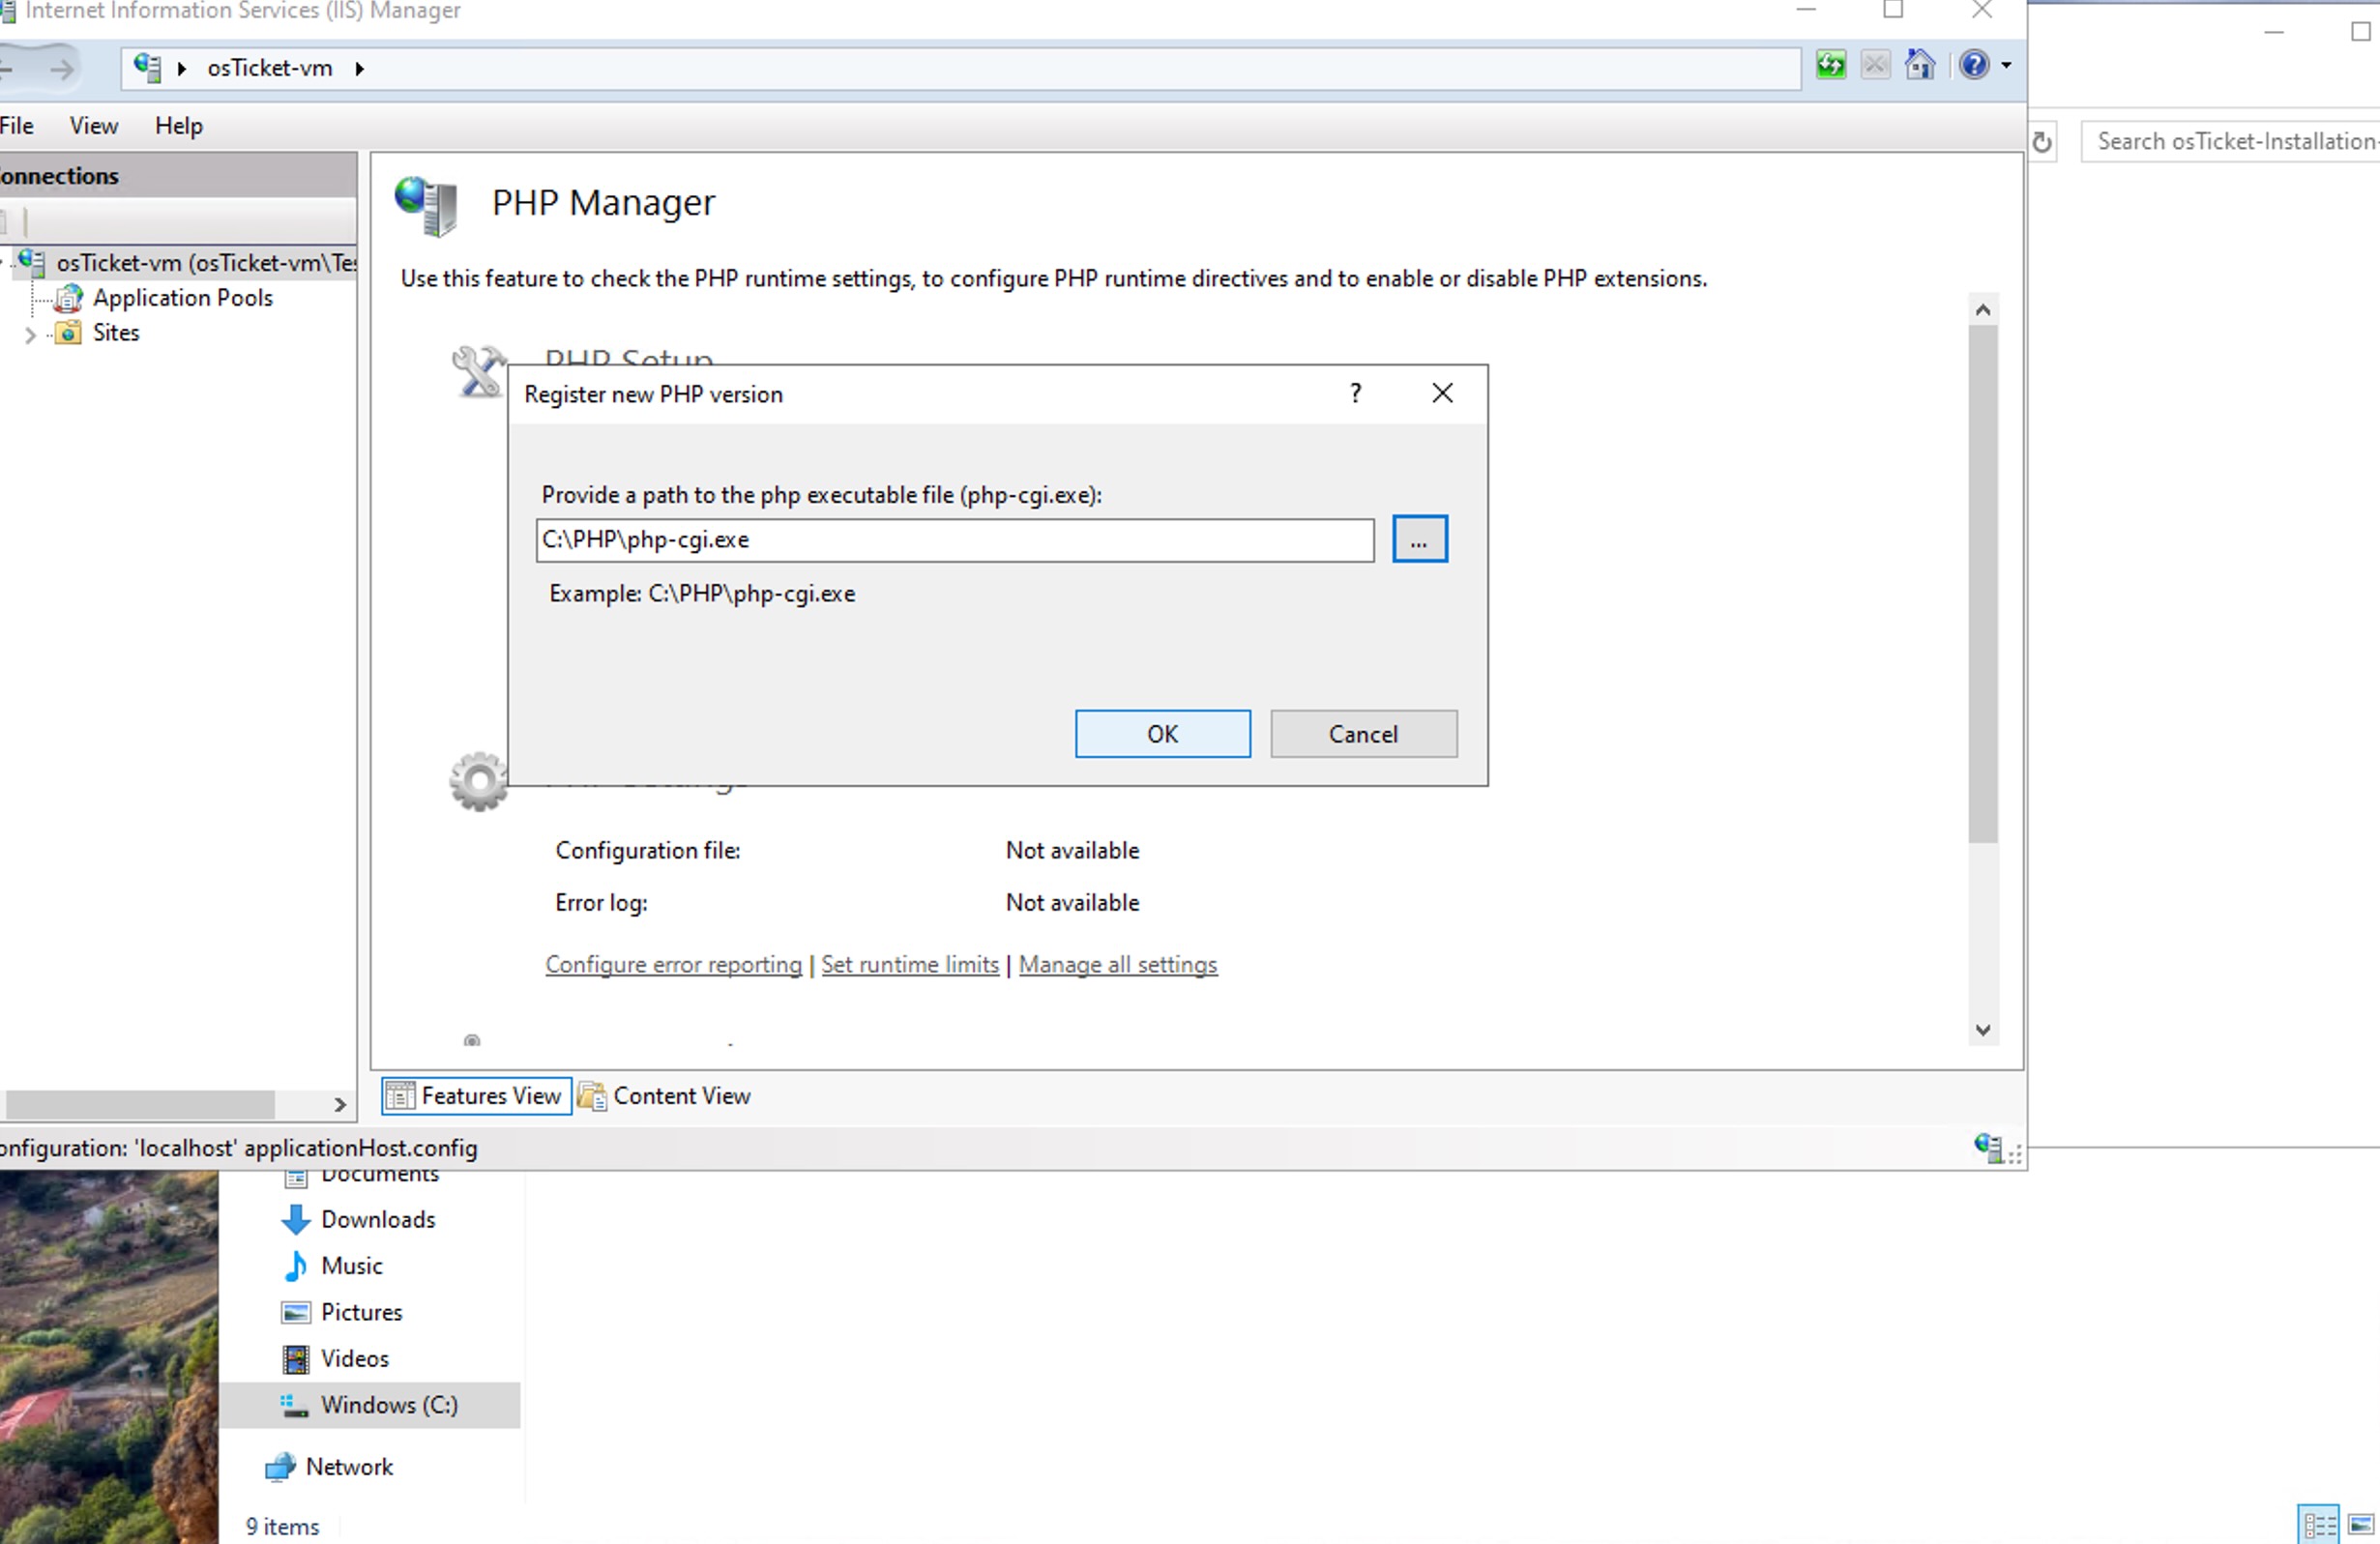 Internet Information Services (IIS) Manager
osTicket-vm
File View Help
Search osTicket-Installation-
onnections
PHP Manager
osTicket-vm (osTicket-vm\Tes
Use this feature to check the PHP runtime settings, to configure PHP runtime directives and to enable or disable PHP extensions.
Application Pools
Sites
PHP Setup
Register new PHP version
?
Provide a path to the php executable file (php-cgi.exe):
C:\PHP\php-cgi.exe
...
Example: C:\PHP\php-cgi.exe
OK Cancel
PHP Settings
Configuration file: Not available
Error log: Not available
Configure error reporting | Set runtime limits | Manage all settings
Features View Content View
onfiguration: 'localhost' applicationHost.config
Documents
Downloads
Music
Pictures
Videos
Windows (C:)
Network
9 items